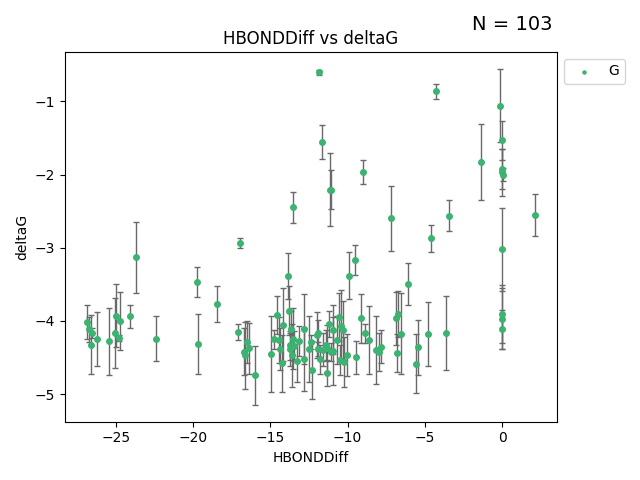 N = 103
HBONDDiff vs deltaG
G
−1
−2
−3
−4
−5
deltaG
−25 −20 −15 −10 −5 0
HBONDDiff